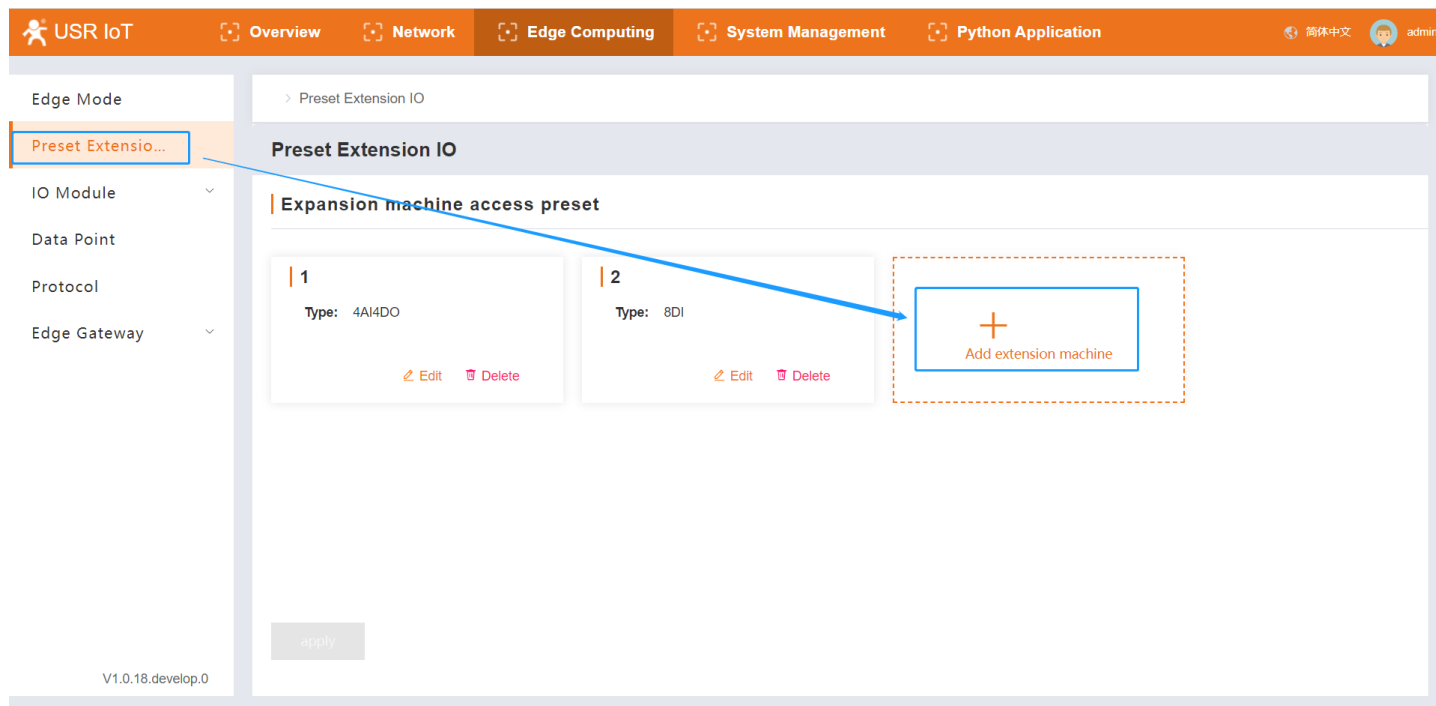 USR IoT Overview Network Edge Computing System Management Python Application 简体中文 admin
Edge Mode
Preset Extensio...
IO Module
Data Point
Protocol
Edge Gateway
V1.0.18.develop.0
> Preset Extension IO
Preset Extension IO
Expansion machine access preset
1
Type: 4AI4DO
Edit Delete
2
Type: 8DI
Edit Delete
Add extension machine
apply